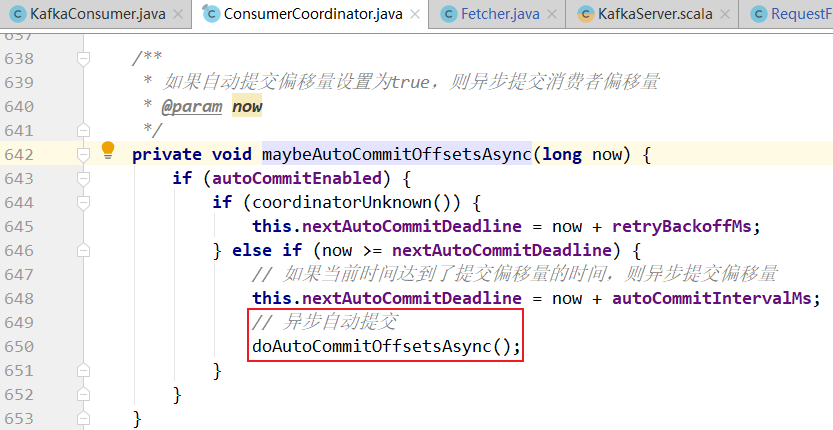 KafkaConsumer.java × ConsumerCoordinator.java × Fetcher.java × KafkaServer.scala × RequestF
637
638 /**
639 * 如果自动提交偏移量设置为true，则异步提交消费者偏移量
640 * @param now
641 */
642 private void maybeAutoCommitOffsetsAsync(long now) {
643 if (autoCommitEnabled) {
644 if (coordinatorUnknown()) {
645 this.nextAutoCommitDeadline = now + retryBackoffMs;
646 } else if (now >= nextAutoCommitDeadline) {
647 // 如果当前时间达到了提交偏移量的时间，则异步提交偏移量
648 this.nextAutoCommitDeadline = now + autoCommitIntervalMs;
649 // 异步自动提交
650 doAutoCommitOffsetsAsync();
651 }
652 }
653 }